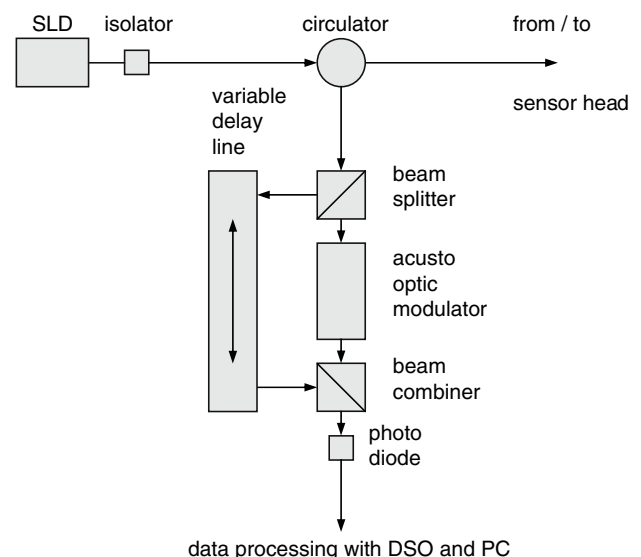 SLD
isolator
circulator
from / to
sensor head
variable
delay
line
beam
splitter
acusto
optic
modulator
beam
combiner
photo
diode
data processing with DSO and PC